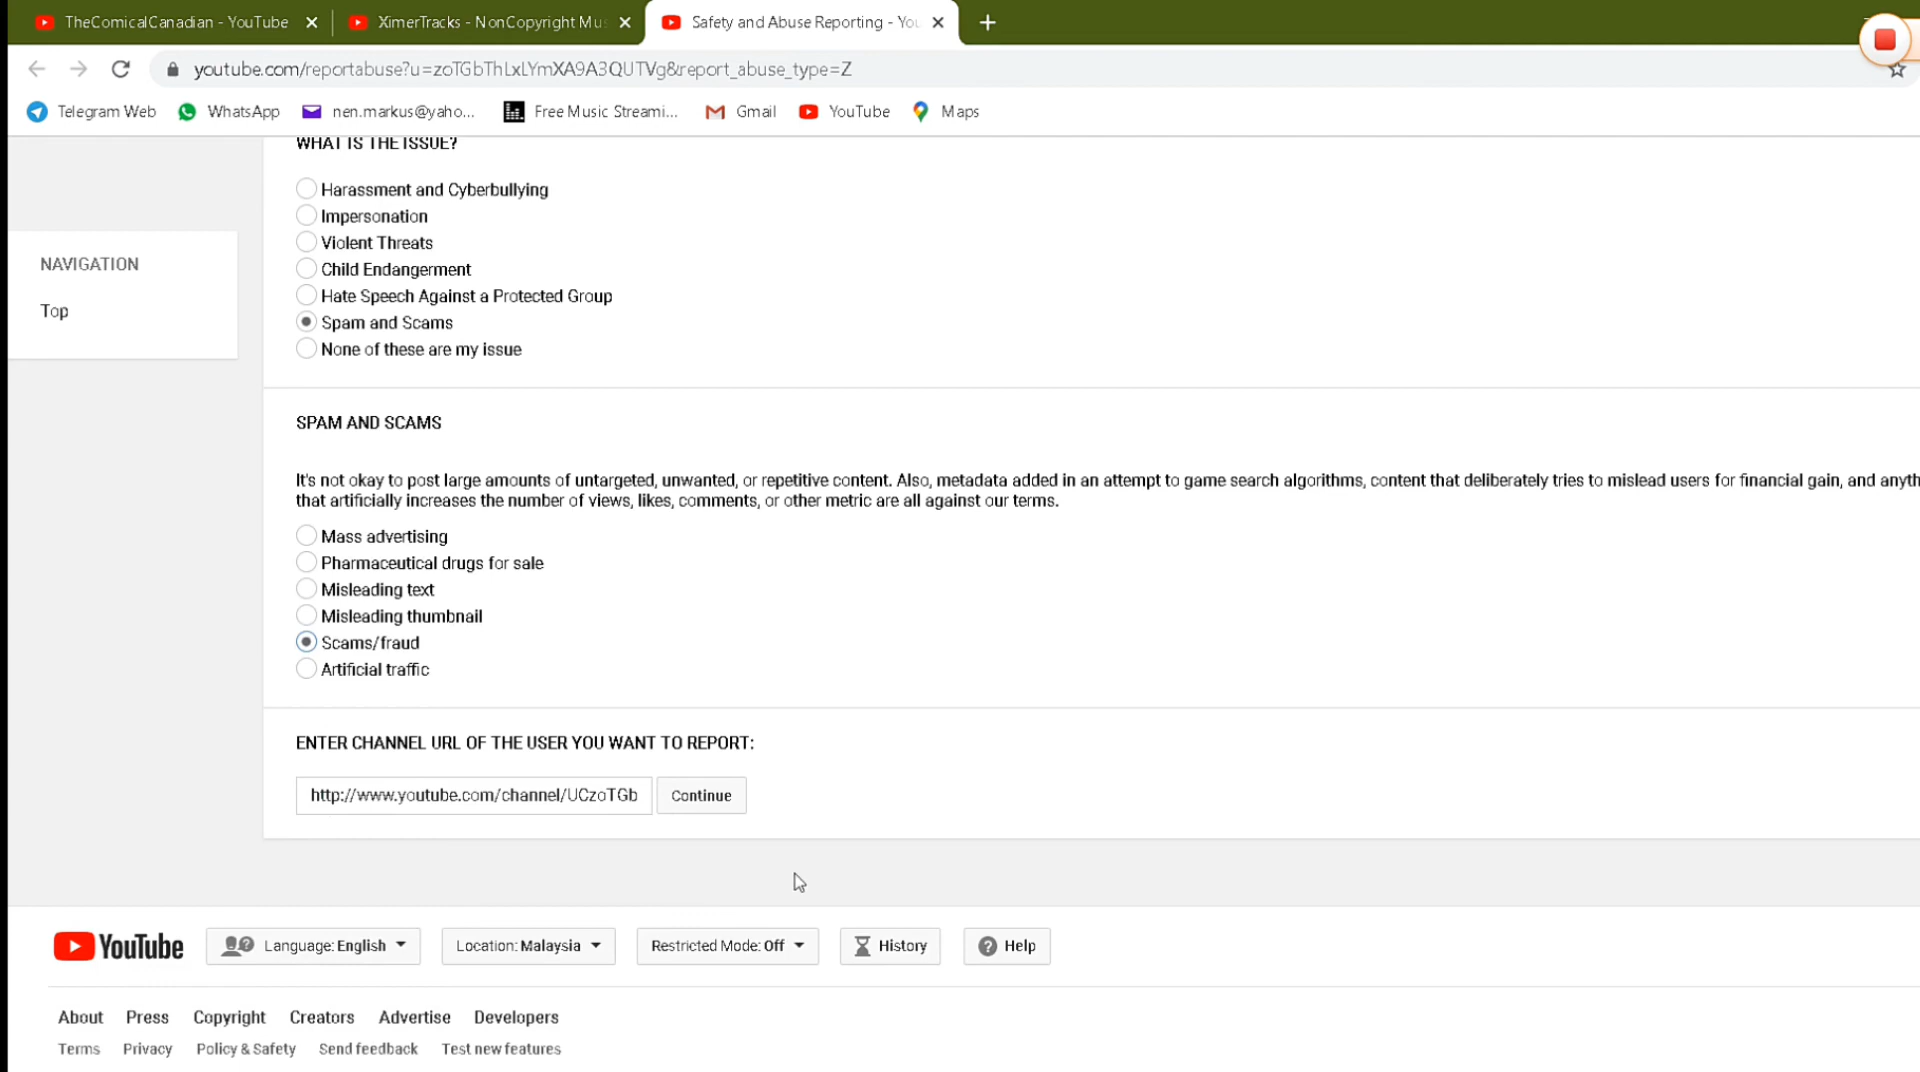 TheComicalCanadian - YouTube
XimerTracks - NonCopyright Mu
Safety and Abuse Reporting - You
youtube.com/reportabuse?u=zoTGbThLxLYmXA9A3QUTVg&report_abuse_type=Z
Telegram Web
WhatsApp
nen.markus@yaho...
Free Music Streami...
Gmail
YouTube
Maps
WHAT IS THE ISSUE?
Harassment and Cyberbullying
Impersonation
Violent Threats
NAVIGATION
Child Endangerment
Hate Speech Against a Protected Group
Top
Spam and Scams
None of these are my issue
SPAM AND SCAMS
It's not okay to post large amounts of untargeted, unwanted, or repetitive content. Also, metadata added in an attempt to game search algorithms, content that deliberately tries to mislead users for financial gain, and anyth
that artificially increases the number of views, likes, comments, or other metric are all against our terms.
Mass advertising
Pharmaceutical drugs for sale
Misleading text
Misleading thumbnail
Scams/fraud
Artificial traffic
ENTER CHANNEL URL OF THE USER YOU WANT TO REPORT:
http://www.youtube.com/channel/UCzoTGb
Continue
YouTube
Language: English
Location: Malaysia
Restricted Mode: Off
History
Help
About Press Copyright Creators Advertise Developers
Terms Privacy Policy & Safety Send feedback Test new features